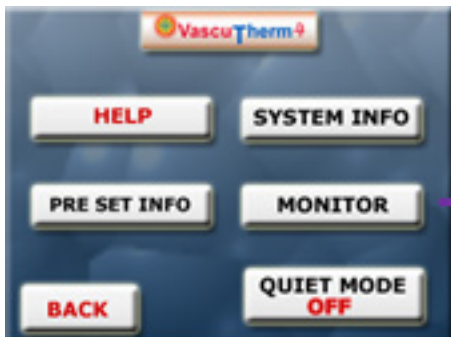 VascuTherm4
HELP
SYSTEM INFO
PRE SET INFO
MONITOR
BACK
QUIET MODE
OFF